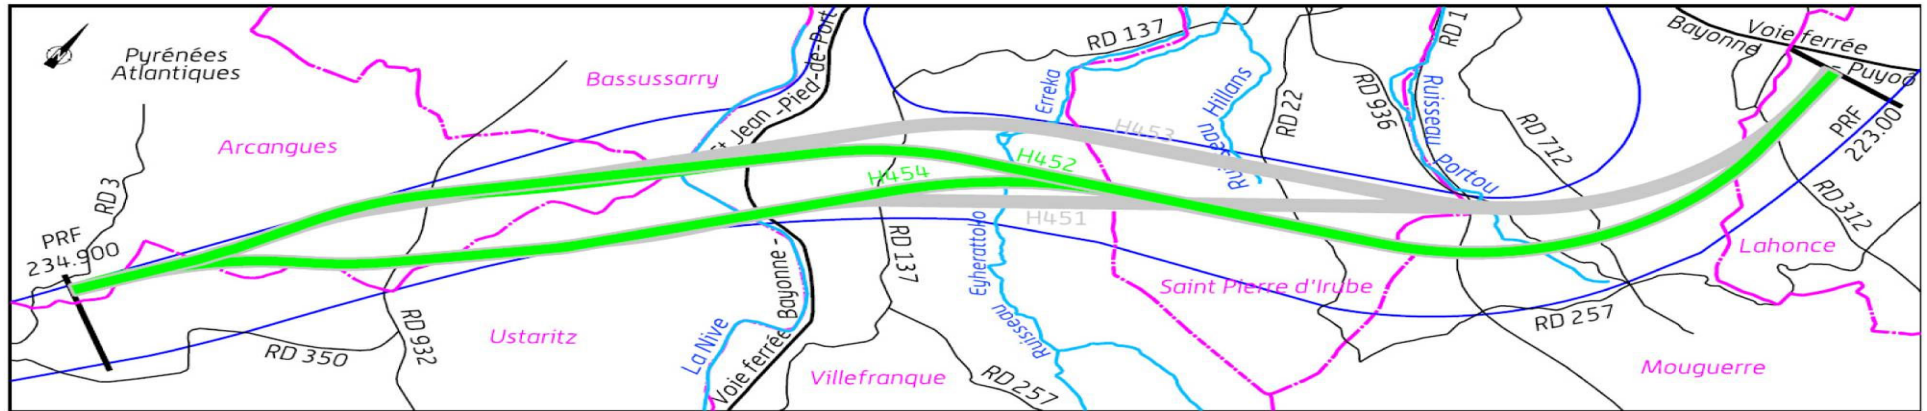 Pyrénées
Atlantiques
Bassussarry
St Jean-Pied-de-Port
RD 137
Erreka
Hillans
Ruisseau
RD 22
RD 936
RD 1
Ruisseau
Portou
RD 712
Bayonne
Voie ferrée
Puyoô
PRF
223.00
Arcangues
RD 3
H453
H452
H454
H451
PRF
234.900
RD 312
Lahonce
Eyherattoko
RD 137
Saint Pierre d'Irube
RD 257
RD 350
RD 932
Ustaritz
La Nive
Voie ferrée Bayonne -
Villefranque
Ruisseau
RD 257
Mouguerre